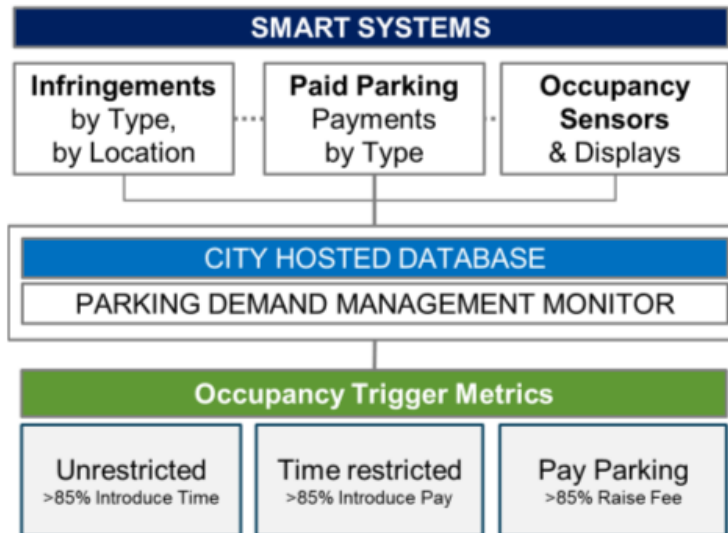 SMART SYSTEMS
Infringements
by Type,
by Location
Paid Parking
Payments
by Type
Occupancy
Sensors
& Displays
CITY HOSTED DATABASE
PARKING DEMAND MANAGEMENT MONITOR
Occupancy Trigger Metrics
Unrestricted
>85% Introduce Time
Time restricted
>85% Introduce Pay
Pay Parking
>85% Raise Fee